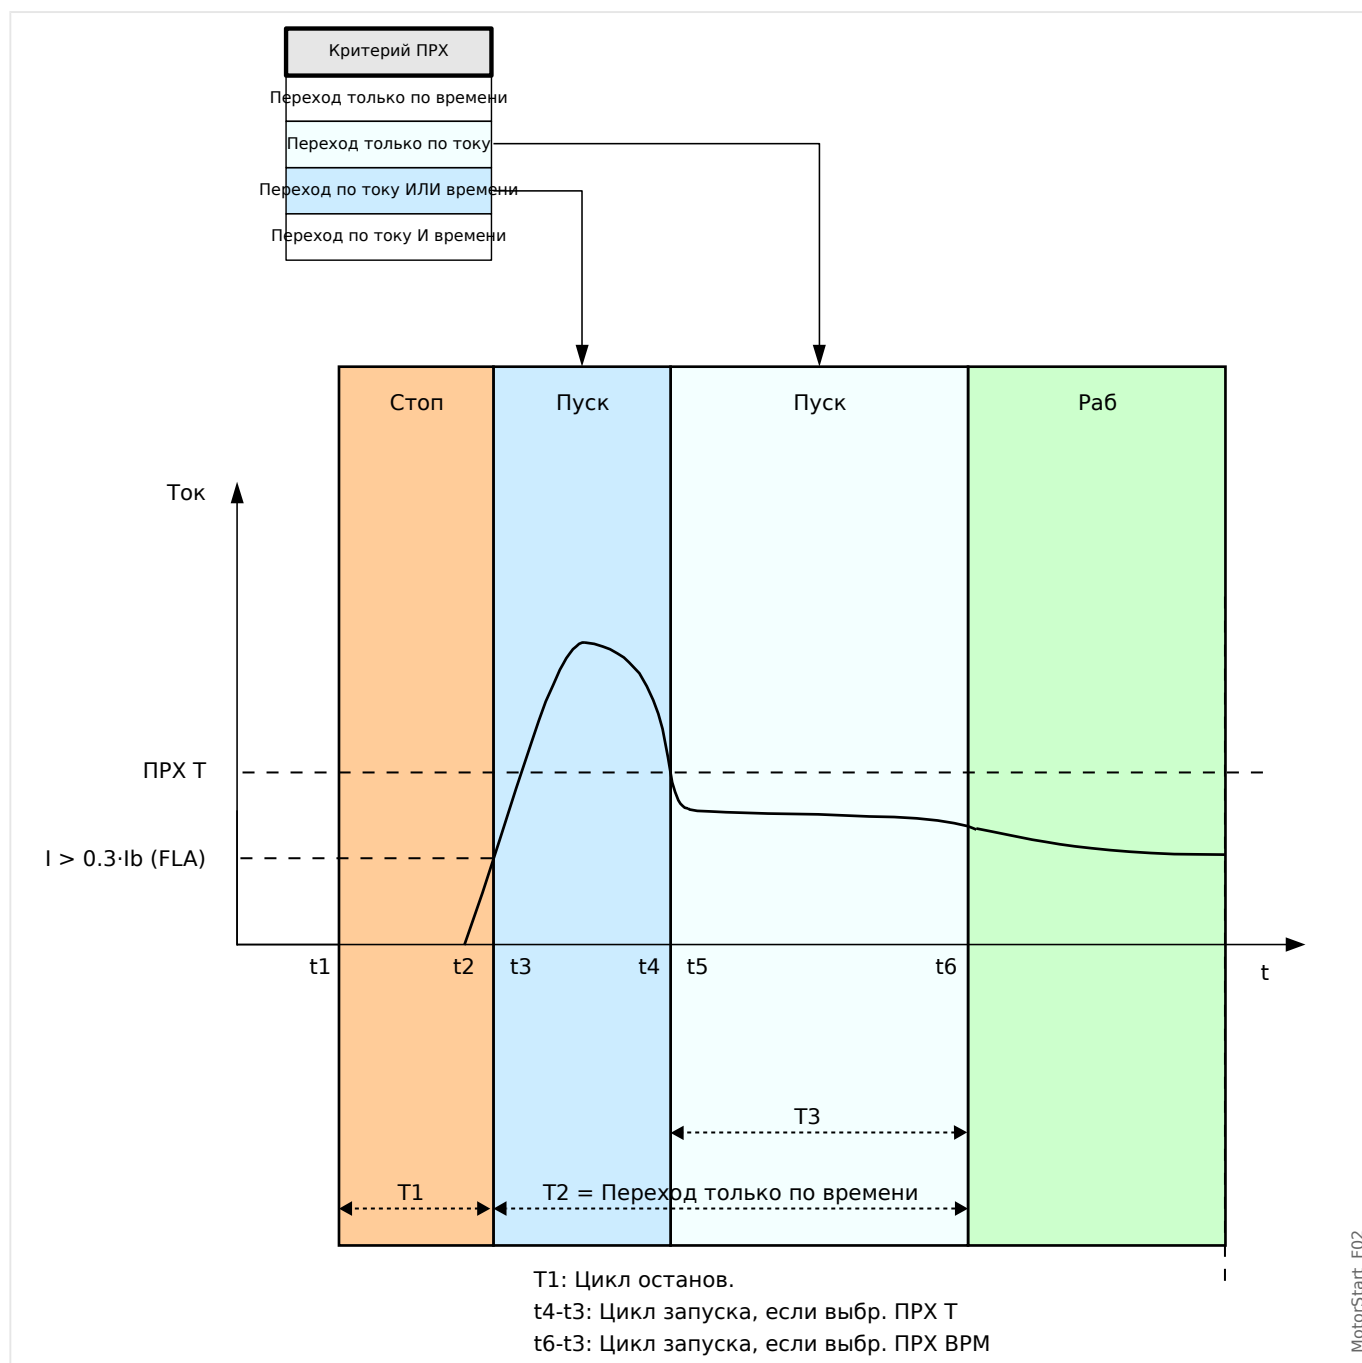 Критерий ПРХ
Переход только по времени
Переход только по току
Переход по току ИЛИ времени
Переход по току И времени
Стоп
Пуск
Пуск
Раб
Ток
ПРХ Т
I > 0.3·Ib (FLA)
t1
t2
t3
t4
t5
t6
t
T3
T1
T2 = Переход только по времени
T1: Цикл останов.
t4-t3: Цикл запуска, если выбр. ПРХ Т
t6-t3: Цикл запуска, если выбр. ПРХ ВРМ
MotorStart_E02